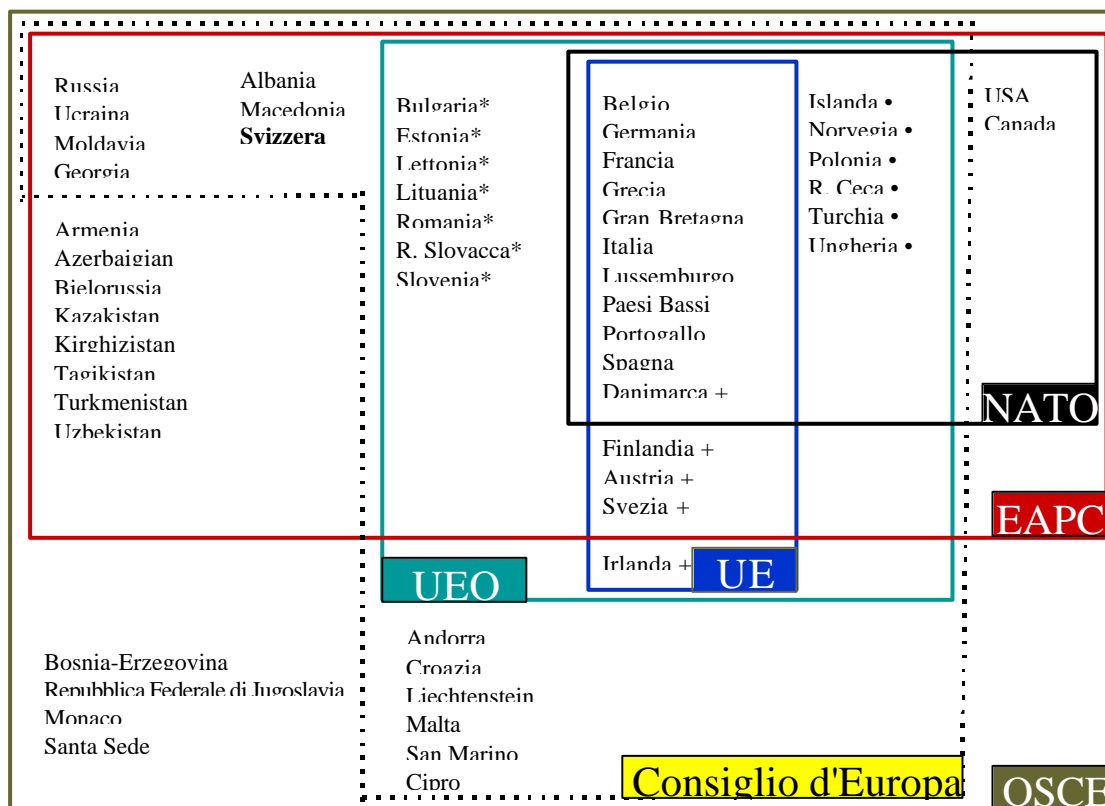 Russia
Ucraina
Moldavia
Georgia
Albania
Macedonia
Svizzera
Armenia
Azerbaigian
Bielorussia
Kazakistan
Kirghizistan
Tagikistan
Turkmenistan
Uzbekistan
Bulgaria*
Estonia*
Lettonia*
Lituania*
Romania*
R. Slovacca*
Slovenia*
Belgio
Germania
Francia
Grecia
Gran Bretagna
Italia
Lussemburgo
Paesi Bassi
Portogallo
Spagna
Danimarca +
Finlandia +
Austria +
Svezia +
Irlanda +
Islanda •
Norvegia •
Polonia •
R. Ceca •
Turchia •
Ungheria •
USA
Canada
NATO
EAPC
UE
UEO
Bosnia-Erzegovina
Repubblica Federale di Jugoslavia
Monaco
Santa Sede
Andorra
Croazia
Liechtenstein
Malta
San Marino
Cipro
Consiglio d'Europa
OSCE